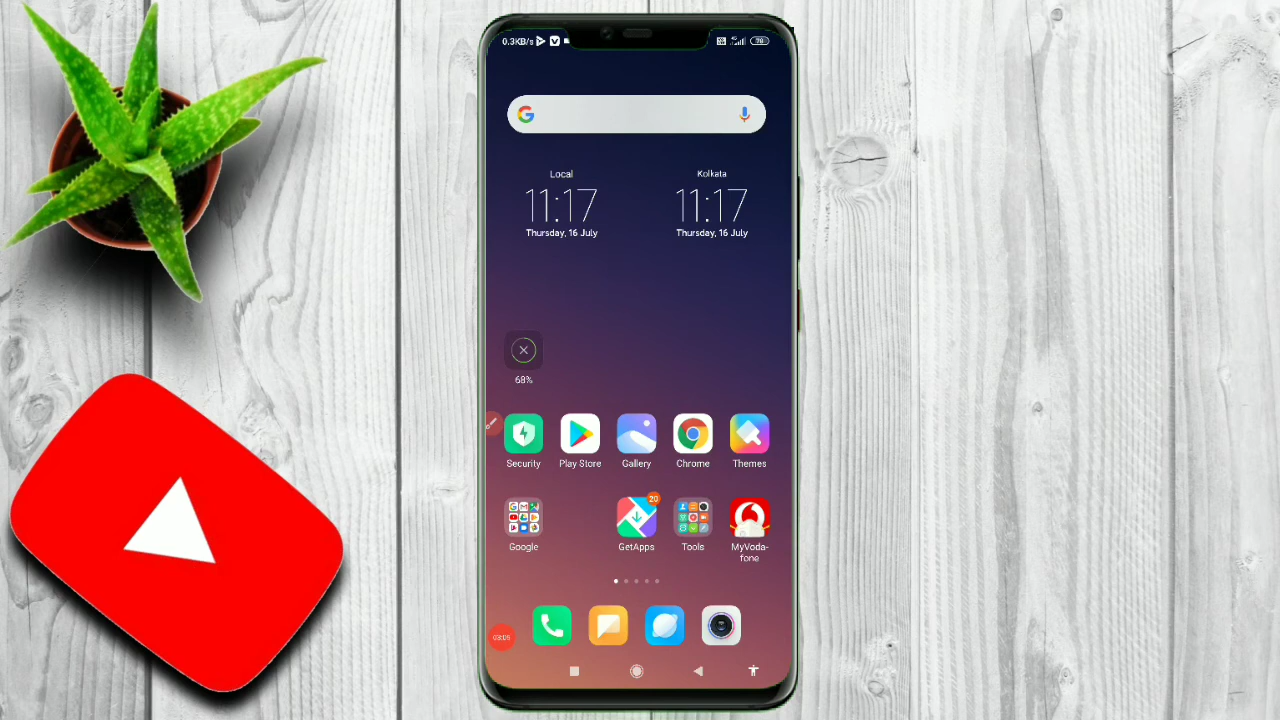 0.3KB/s
79
Local
Kolkata
11:17
11:17
Thursday, 16 July
Thursday, 16 July
68%
Security
Play Store
Gallery
Chrome
Themes
20
Google
GetApps
Tools
MyVoda-
fone
03:05